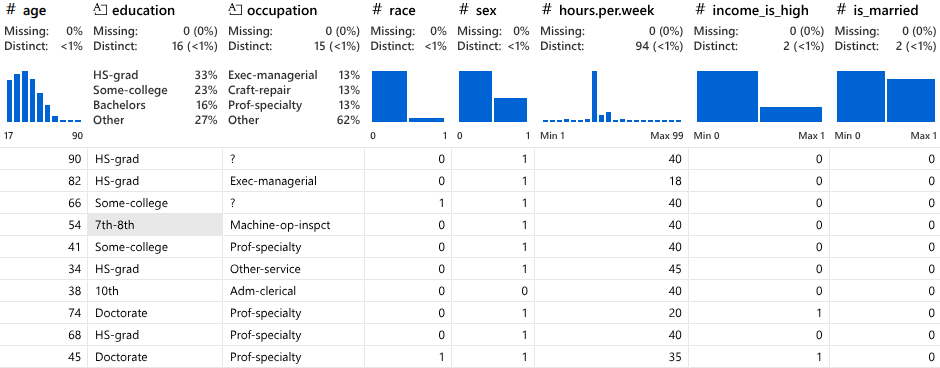 # age education occupation # race # sex # hours.per.week # income_is_high # is_married
Missing: 0% Missing: 0 (0%) Missing: 0 (0%) Missing: 0% Missing: 0% Missing: 0 (0%) Missing: 0 (0%) Missing: 0 (0%)
Distinct: <1% Distinct: 16 (<1%) Distinct: 15 (<1%) Distinct: <1% Distinct: <1% Distinct: 94 (<1%) Distinct: 2 (<1%) Distinct: 2 (<1%)
HS-grad 33% Exec-managerial 13%
Some-college 23% Craft-repair 13%
Bachelors 16% Prof-specialty 13%
Other 27% Other 62%
17 90 0 1 0 1 Min 1 Max 99 Min 0 Max 1 Min 0 Max 1
90 HS-grad ? 0 1 40 0 0
82 HS-grad Exec-managerial 0 1 18 0 0
66 Some-college ? 1 1 40 0 0
54 7th-8th Machine-op-inspct 0 1 40 0 0
41 Some-college Prof-specialty 0 1 40 0 0
34 HS-grad Other-service 0 1 45 0 0
38 10th Adm-clerical 0 0 40 0 0
74 Doctorate Prof-specialty 0 1 20 1 0
68 HS-grad Prof-specialty 0 1 40 0 0
45 Doctorate Prof-specialty 1 1 35 1 0